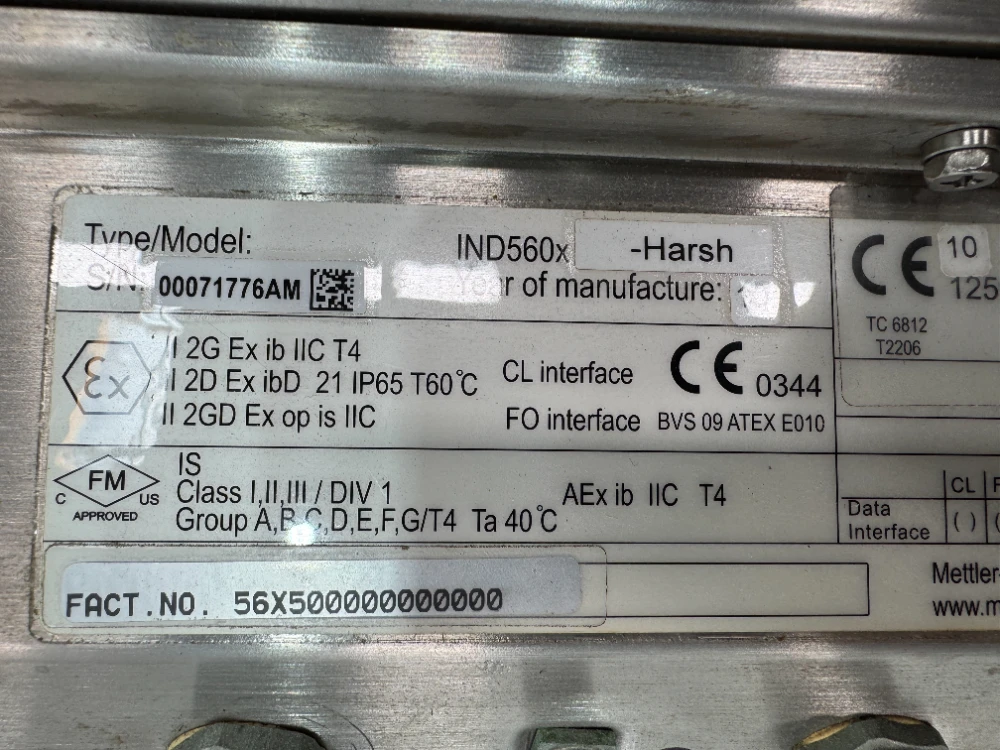 Type/Model: IND560x -Harsh
S/N: 00071776AM Year of manufacture:
CE 10
125
TC 6812
T2206
Ex
II 2G Ex ib IIC T4
II 2D Ex ibD 21 IP65 T60°C
II 2GD Ex op is IIC
CL interface
FO interface
CE 0344
BVS 09 ATEX E010
C FM US
APPROVED
IS
Class I,II,III / DIV 1
Group A,B,C,D,E,F,G/T4 Ta 40°C
AEx ib IIC T4
CL F
Data
Interface
( ) (
FACT.NO. 56X500000000000
Mettler-
www.m